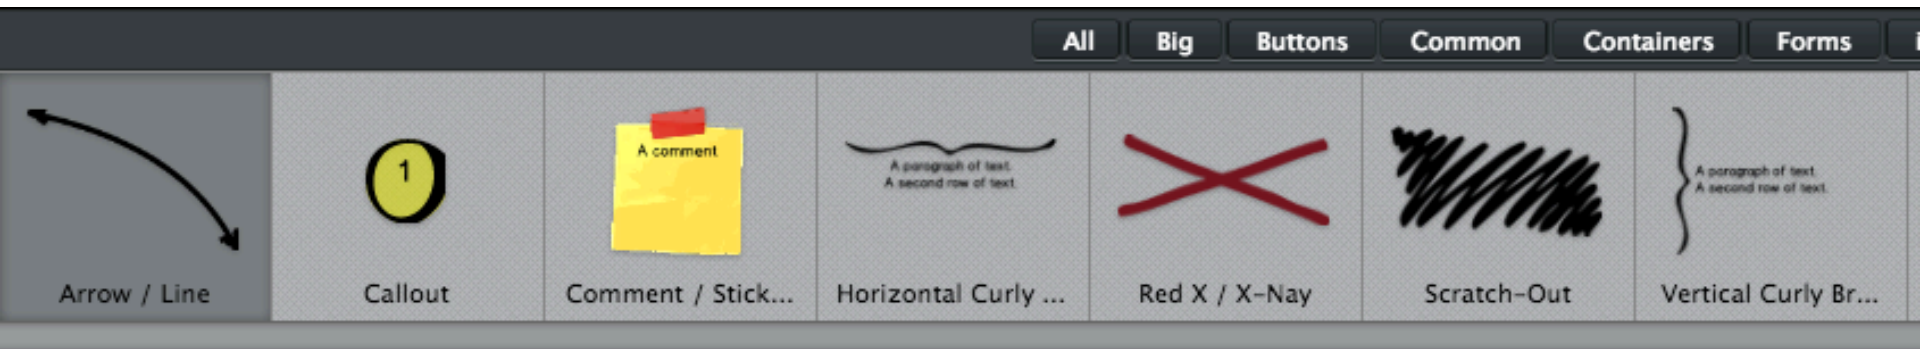 All Big Buttons Common Containers Forms
1
A comment
A paragraph of text.
A second row of text.
A paragraph of text.
A second row of text.
Arrow / Line Callout Comment / Stick... Horizontal Curly ... Red X / X-Nay Scratch-Out Vertical Curly Br...